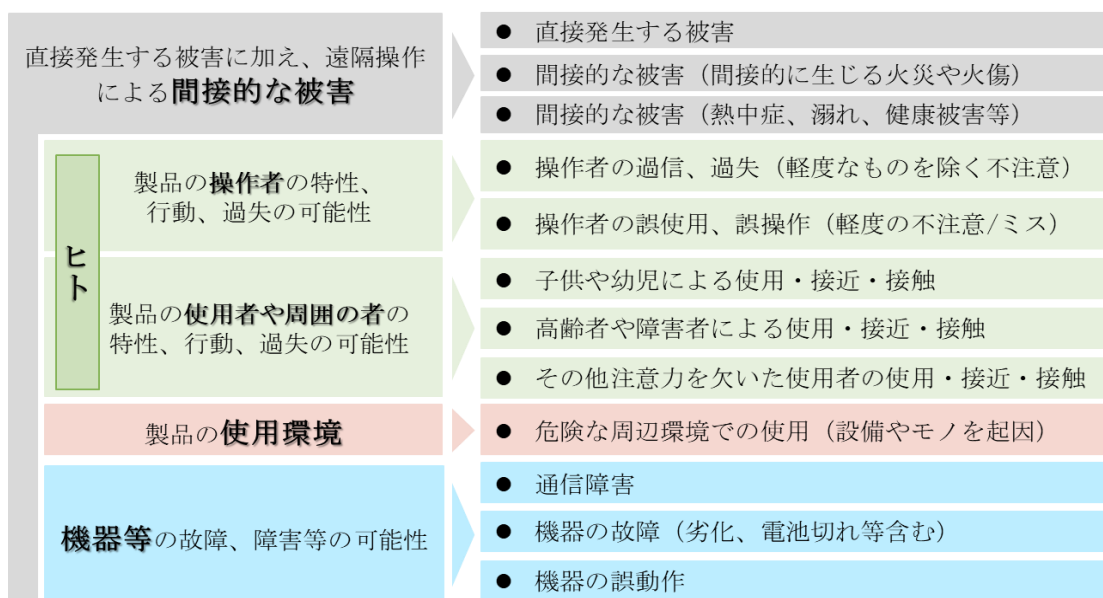 直接発生する被害に加え、遠隔操作
による間接的な被害
● 直接発生する被害
● 間接的な被害（間接的に生じる火災や火傷）
● 間接的な被害（熱中症、溺れ、健康被害等）
ヒト
製品の操作者の特性、
行動、過失の可能性
● 操作者の過信、過失（軽度なものを除く不注意）
● 操作者の誤使用、誤操作（軽度の不注意/ミス）
製品の使用者や周囲の者の
特性、行動、過失の可能性
● 子供や幼児による使用・接近・接触
● 高齢者や障害者による使用・接近・接触
● その他注意力を欠いた使用者の使用・接近・接触
製品の使用環境
● 危険な周辺環境での使用（設備やモノを起因）
機器等の故障、障害等の可能性
● 通信障害
● 機器の故障（劣化、電池切れ等含む）
● 機器の誤動作